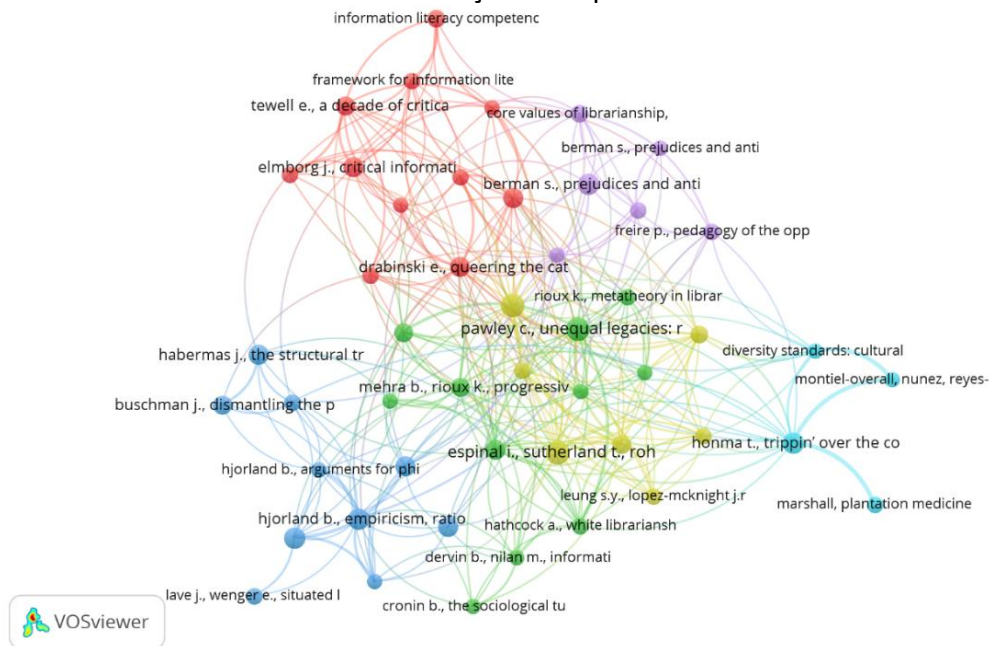 information literacy competenc
framework for information lite
tewell e., a decade of critica
core values of librarianship,
berman s., prejudices and anti
elmborg j., critical informati
berman s., prejudices and anti
freire p., pedagogy of the opp
drabinski e., queering the cat
rioux k., metatheory in librar
pawley c., unequal legacies: r
habermas j., the structural tr
diversity standards: cultural
montiel-overall, nunez, reyes-
mehra b., rioux k., progressiv
buschman j., dismantling the p
honma t., trippin' over the co
espinal i., sutherland t., roh
hjorland b., arguments for phi
leung s.y., lopez-mcknight j.r
marshall, plantation medicine
hjorland b., empiricism, ratio
hathcock a., white librariansh
dervin b., nilan m., informati
lave j., wenger e., situated l
cronin b., the sociological tu
VOSviewer